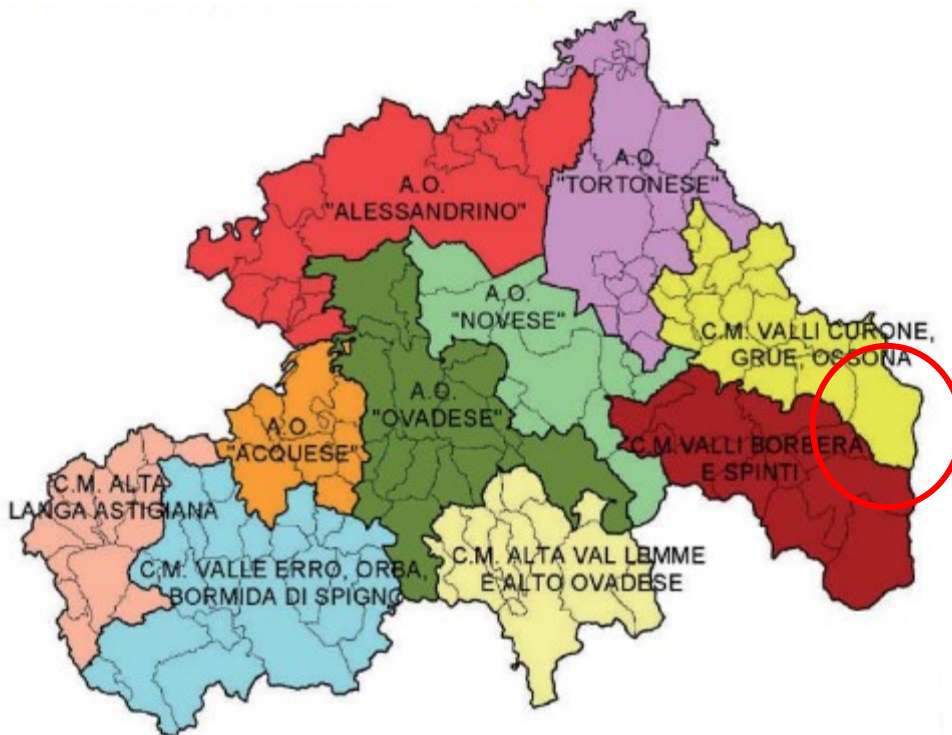 A.O.
"TORTONESE"
A.O.
"ALESSANDRINO"
A.O.
"NOVESE"
C.M. VALLI CURONE,
GRUE, OSSONA
A.O.
"OVADESE"
A.O.
"ACQUESE"
C.M VALLI BORBERA
E SPINTI
C.M. ALTA
LANGA ASTIGIANA
C.M. VALLE ERRO, ORBA,
BORMIDA DI SPIGNO
C.M. ALTA VAL LEMME
E ALTO OVADESE